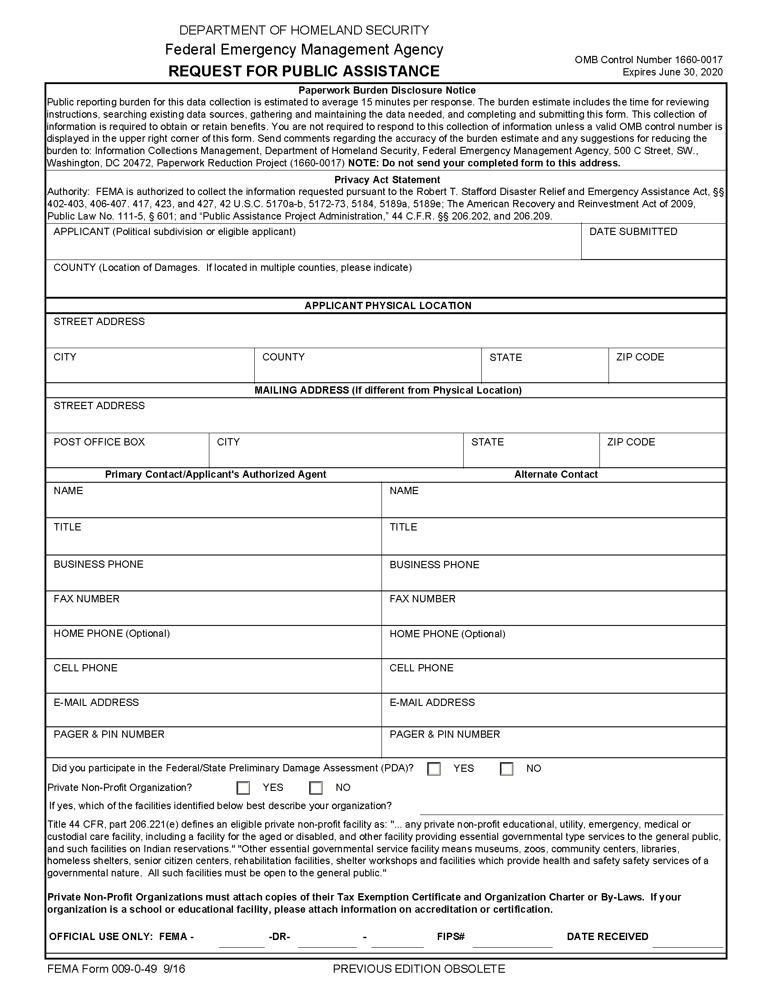 DEPARTMENT OF HOMELAND SECURITY
Federal Emergency Management Agency
REQUEST FOR PUBLIC ASSISTANCE
OMB Control Number 1660-0017
Expires June 30, 2020
Paperwork Burden Disclosure Notice
Public reporting burden for this data collection is estimated to average 15 minutes per response. The burden estimate includes the time for reviewing
instructions, searching existing data sources, gathering and maintaining the data needed, and completing and submitting this form. This collection of
information is required to obtain or retain benefits. You are not required to respond to this collection of information unless a valid OMB control number is
displayed in the upper right corner of this form. Send comments regarding the accuracy of the burden estimate and any suggestions for reducing the
burden to: Information Collections Management, Department of Homeland Security, Federal Emergency Management Agency, 500 C Street, SW.,
Washington, DC 20472, Paperwork Reduction Project (1660-0017) NOTE: Do not send your completed form to this address.
Privacy Act Statement
Authority:  FEMA is authorized to collect the information requested pursuant to the Robert T. Stafford Disaster Relief and Emergency Assistance Act, §§
402-403, 406-407. 417, 423, and 427, 42 U.S.C. 5170a-b, 5172-73, 5184, 5189a, 5189e; The American Recovery and Reinvestment Act of 2009,
Public Law No. 111-5, § 601; and “Public Assistance Project Administration,” 44 C.F.R. §§ 206.202, and 206.209.
APPLICANT (Political subdivision or eligible applicant) DATE SUBMITTED
COUNTY (Location of Damages.  If located in multiple counties, please indicate)
APPLICANT PHYSICAL LOCATION
STREET ADDRESS
CITY COUNTY STATE ZIP CODE
MAILING ADDRESS (If different from Physical Location)
STREET ADDRESS
POST OFFICE BOX CITY STATE ZIP CODE
Primary Contact/Applicant's Authorized Agent Alternate Contact
NAME NAME
TITLE TITLE
BUSINESS PHONE BUSINESS PHONE
FAX NUMBER FAX NUMBER
HOME PHONE (Optional) HOME PHONE (Optional)
CELL PHONE CELL PHONE
E-MAIL ADDRESS E-MAIL ADDRESS
PAGER & PIN NUMBER PAGER & PIN NUMBER
Did you participate in the Federal/State Preliminary Damage Assessment (PDA)? YES NO
Private Non-Profit Organization? YES NO
If yes, which of the facilities identified below best describe your organization?
Title 44 CFR, part 206.221(e) defines an eligible private non-profit facility as: "... any private non-profit educational, utility, emergency, medical or
custodial care facility, including a facility for the aged or disabled, and other facility providing essential governmental type services to the general public,
and such facilities on Indian reservations." "Other essential governmental service facility means museums, zoos, community centers, libraries,
homeless shelters, senior citizen centers, rehabilitation facilities, shelter workshops and facilities which provide health and safety safety services of a
governmental nature.  All such facilities must be open to the general public."
Private Non-Profit Organizations must attach copies of their Tax Exemption Certificate and Organization Charter or By-Laws.  If your
organization is a school or educational facility, please attach information on accreditation or certification.
OFFICIAL USE ONLY:  FEMA - -DR- - FIPS# DATE RECEIVED
FEMA Form 009-0-49  9/16 PREVIOUS EDITION OBSOLETE